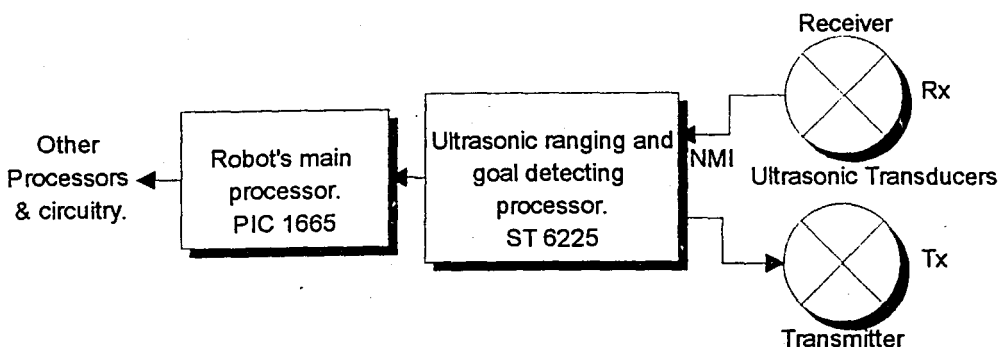 Receiver
Rx
Ultrasonic Transducers
NMI
Other
Processors
& circuitry.
Robot's main
processor.
PIC 1665
Ultrasonic ranging and
goal detecting
processor.
ST 6225
Tx
Transmitter